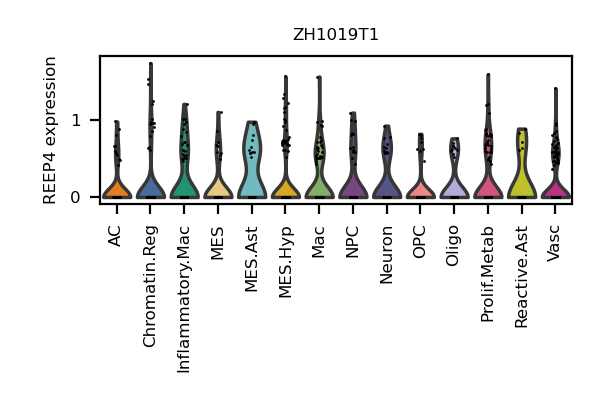 ZH1019T1
REEP4 expression
1
0
AC
Chromatin.Reg
Inflammatory.Mac
MES
MES.Ast
MES.Hyp
Mac
NPC
Neuron
OPC
Oligo
Prolif.Metab
Reactive.Ast
Vasc